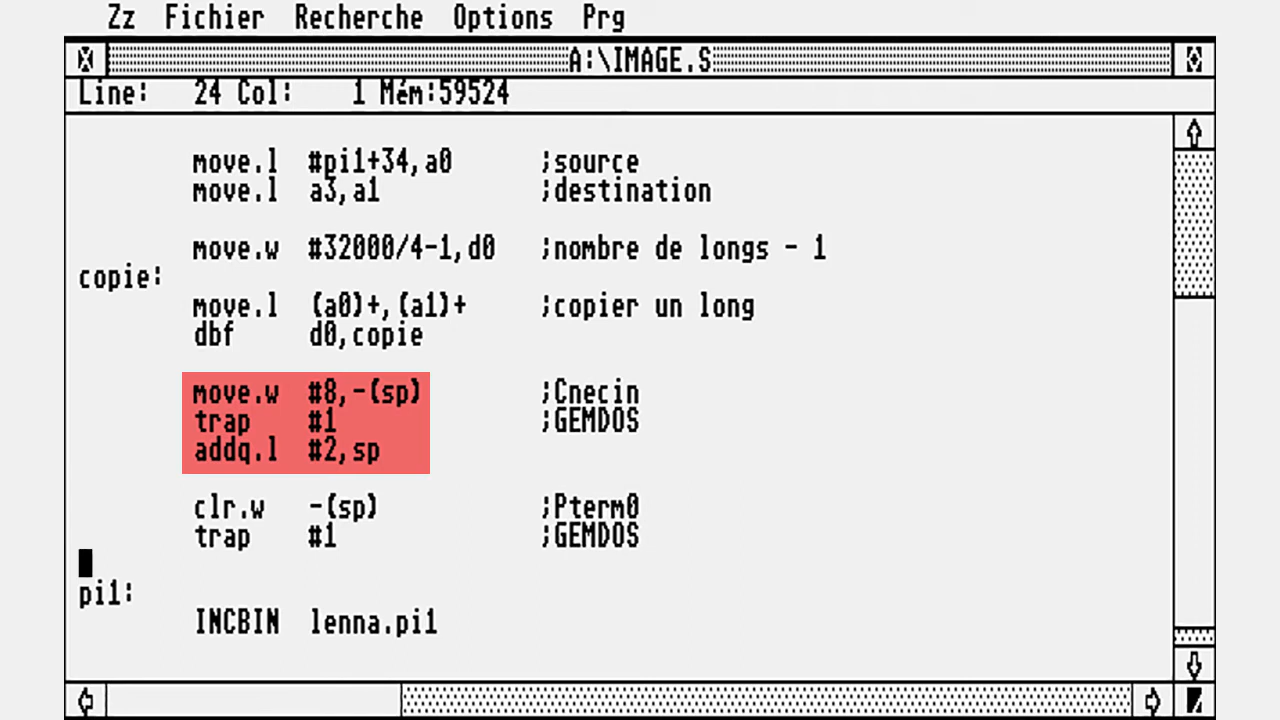 Zz Fichier Recherche Options Prg
A:\IMAGE.S
Line: 24 Col: 1 Mém:59524
move.l #pi1+34,a0 ;source
move.l a3,a1 ;destination
move.w #32000/4-1,d0 ;nombre de longs - 1
copie:
move.l (a0)+,(a1)+ ;copier un long
dbf d0,copie
move.w #8,-(sp) ;Cnecin
trap #1 ;GEMDOS
addq.l #2,sp
clr.w -(sp) ;Pterm0
trap #1 ;GEMDOS
pi1:
INCBIN lenna.pi1